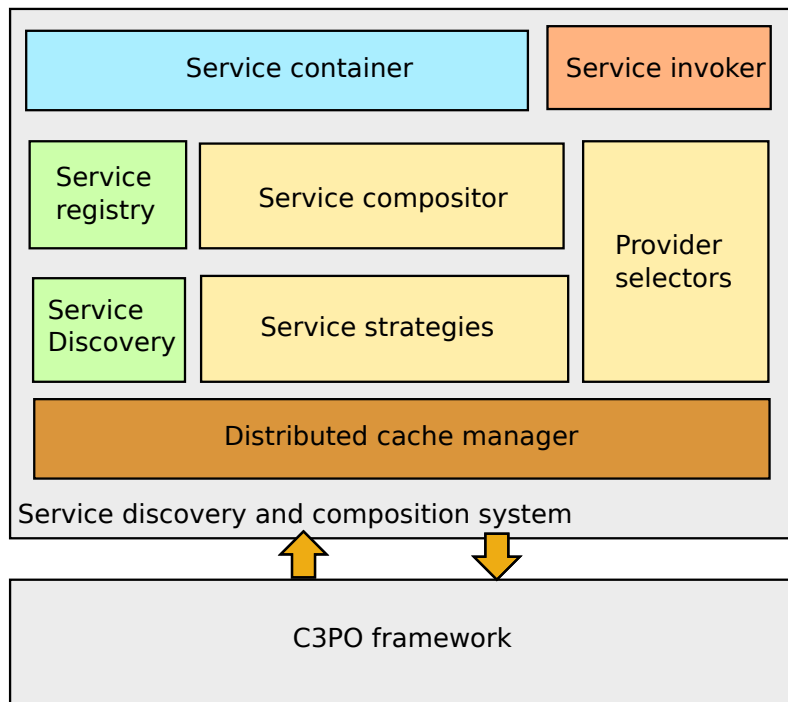 Service container
Service invoker
Service
registry
Service compositor
Provider
selectors
Service
Discovery
Service strategies
Distributed cache manager
Service discovery and composition system
C3PO framework